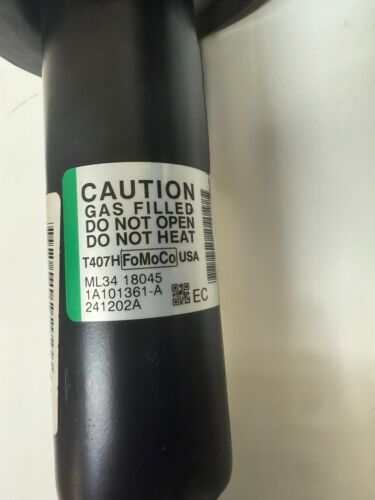 CAUTION
GAS FILLED
DO NOT OPEN
DO NOT HEAT
T407H FoMoCo USA
ML34 18045
1A101361-A
241202A EC